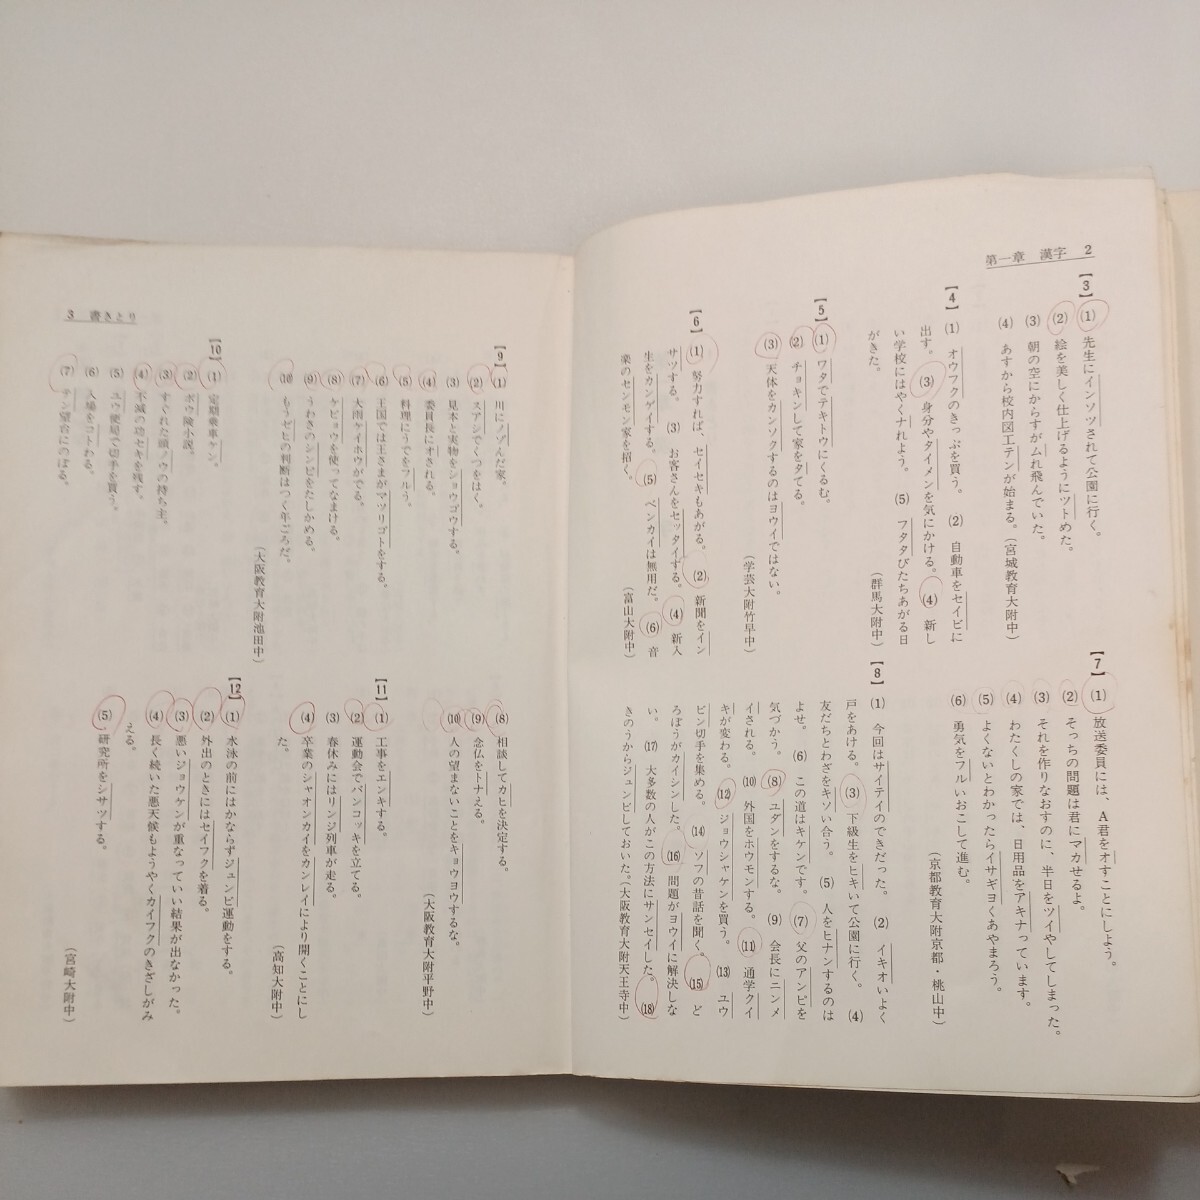 第一章 漢字 2
【3】
(1) 先生にインソツされて公園に行く。
(2) 絵を美しく仕上げるようにツトめた。
(3) 朝の空にからすがムれ飛んでいた。
(4) あすから校内図工テンが始まる。(宮城教育大附中)
【4】
(1) オウフクのきっぷを買う。 (2) 自動車をセイビに
出す。 (3) 身分やタイメンを気にかける。 (4) 新し
い学校にはやくナれよう。 (5) フタタびたちあがる日
がきた。
(群馬大附中)
【5】
(1) ワタでテキトウにくるむ。
(2) チョキンして家をタてる。
(3) 天体をカンソクするのはヨウイではない。
(学芸大附竹早中)
【6】
(1) 努力すれば、セイセキもあがる。 (2) 新聞をイン
サツする。 (3) お客さんをセッタイする。 (4) 新入
生をカンゲイする。 (5) ベンカイは無用だ。 (6) 音
楽のセンモン家を招く。
(富山大附中)
【7】
(1) 放送委員には、A君をオすことにしよう。
(2) そっちの問題は君にマカせるよ。
(3) それを作りなおすのに、半日をツイやしてしまった。
(4) わたくしの家では、日用品をアキナっています。
(5) よくないとわかったらイサギヨくあやまろう。
(6) 勇気をフルいおこして進む。
(京都教育大附京都・桃山中)
【8】
(1) 今回はサイテイのできだった。 (2) イキオいよく
戸をあける。 (3) 下級生をヒキいて公園に行く。 (4)
友だちとわざをキソい合う。 (5) 人をヒナンするのは
よせ。 (6) この道はキケンです。 (7) 父のアンピを
気づかう。 (8) ユダンをするな。 (9) 会長にニンメ
イされる。 (10) 外国をホウモンする。 (11) 通学クイ
キが変わる。 (12) ジョウシャケンを買う。 (13) ユウ
ビン切手を集める。 (14) ソフの昔話を聞く。 (15) ど
ろぼうがカイシンした。 (16) 問題がヨウイに解決しな
い。 (17) 大多数の人がこの方法にサンセイした。 (18)
きのうからジュンビしておいた。(大阪教育大附天王寺中)
3 書きとり
【9】
(1) 川にノゾんだ家。
(2) スアシでくつをはく。
(3) 見本と実物をショウゴウする。
(4) 委員長にオされる。
(5) 料理にうでをフルう。
(6) 王国では王さまがマツリゴトをする。
(7) 大雨ケイホウがでる。
(8) ケビョウを使ってなまける。
(9) うわさのシンピをたしかめる。
(10) もうゼヒの判断はつく年ごろだ。
(大阪教育大附池田中)
【10】
(1) 定期乗車ケン。
(2) ボウ険小説。
(3) すぐれた頭ノウの持ち主。
(4) 不滅の功セキを残す。
(5) ユウ便局で切手を買う。
(6) 入場をコトわる。
(7) テン望台にのぼる。
(8) 相談してカヒを決定する。
(9) 念仏をトナえる。
(10) 人の望まないことをキョウヨウするな。
(大阪教育大附平野中)
【11】
(1) 工事をエンキする。
(2) 運動会でバンコッキを立てる。
(3) 春休みにはリンジ列車が走る。
(4) 卒業のシャオンカイをカンレイにより開くことにし
た。
(高知大附中)
【12】
(1) 水泳の前にはかならずジュンビ運動をする。
(2) 外出のときにはセイフクを着る。
(3) 悪いジョウケンが重なっていい結果が出なかった。
(4) 長く続いた悪天候もようやくカイフクのきざしがみ
える。
(5) 研究所をシサツする。
(宮崎大附中)